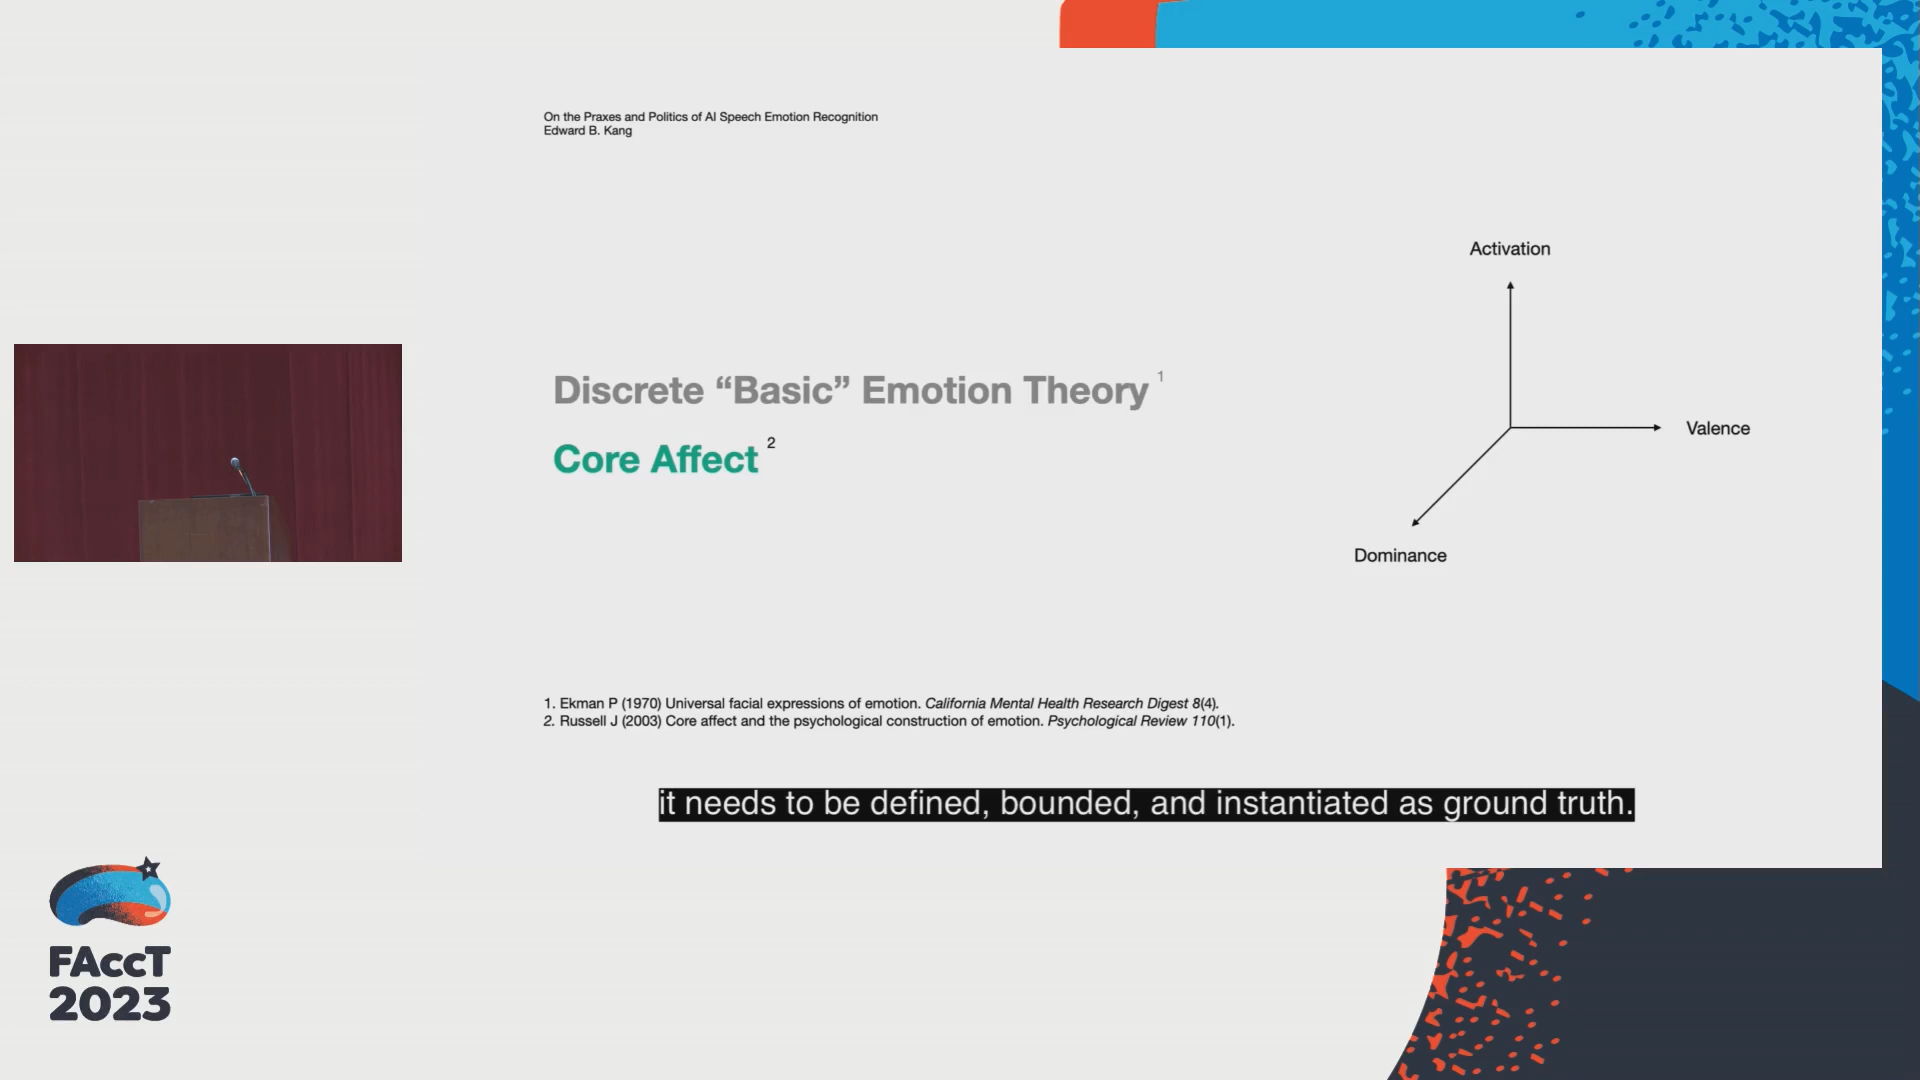 On the Praxes and Politics of AI Speech Emotion Recognition
Edward B. Kang
Activation
Discrete “Basic” Emotion Theory 1
Core Affect 2
Valence
Dominance
1. Ekman P (1970) Universal facial expressions of emotion. California Mental Health Research Digest 8(4).
2. Russell J (2003) Core affect and the psychological construction of emotion. Psychological Review 110(1).
it needs to be defined, bounded, and instantiated as ground truth.
FAccT
2023